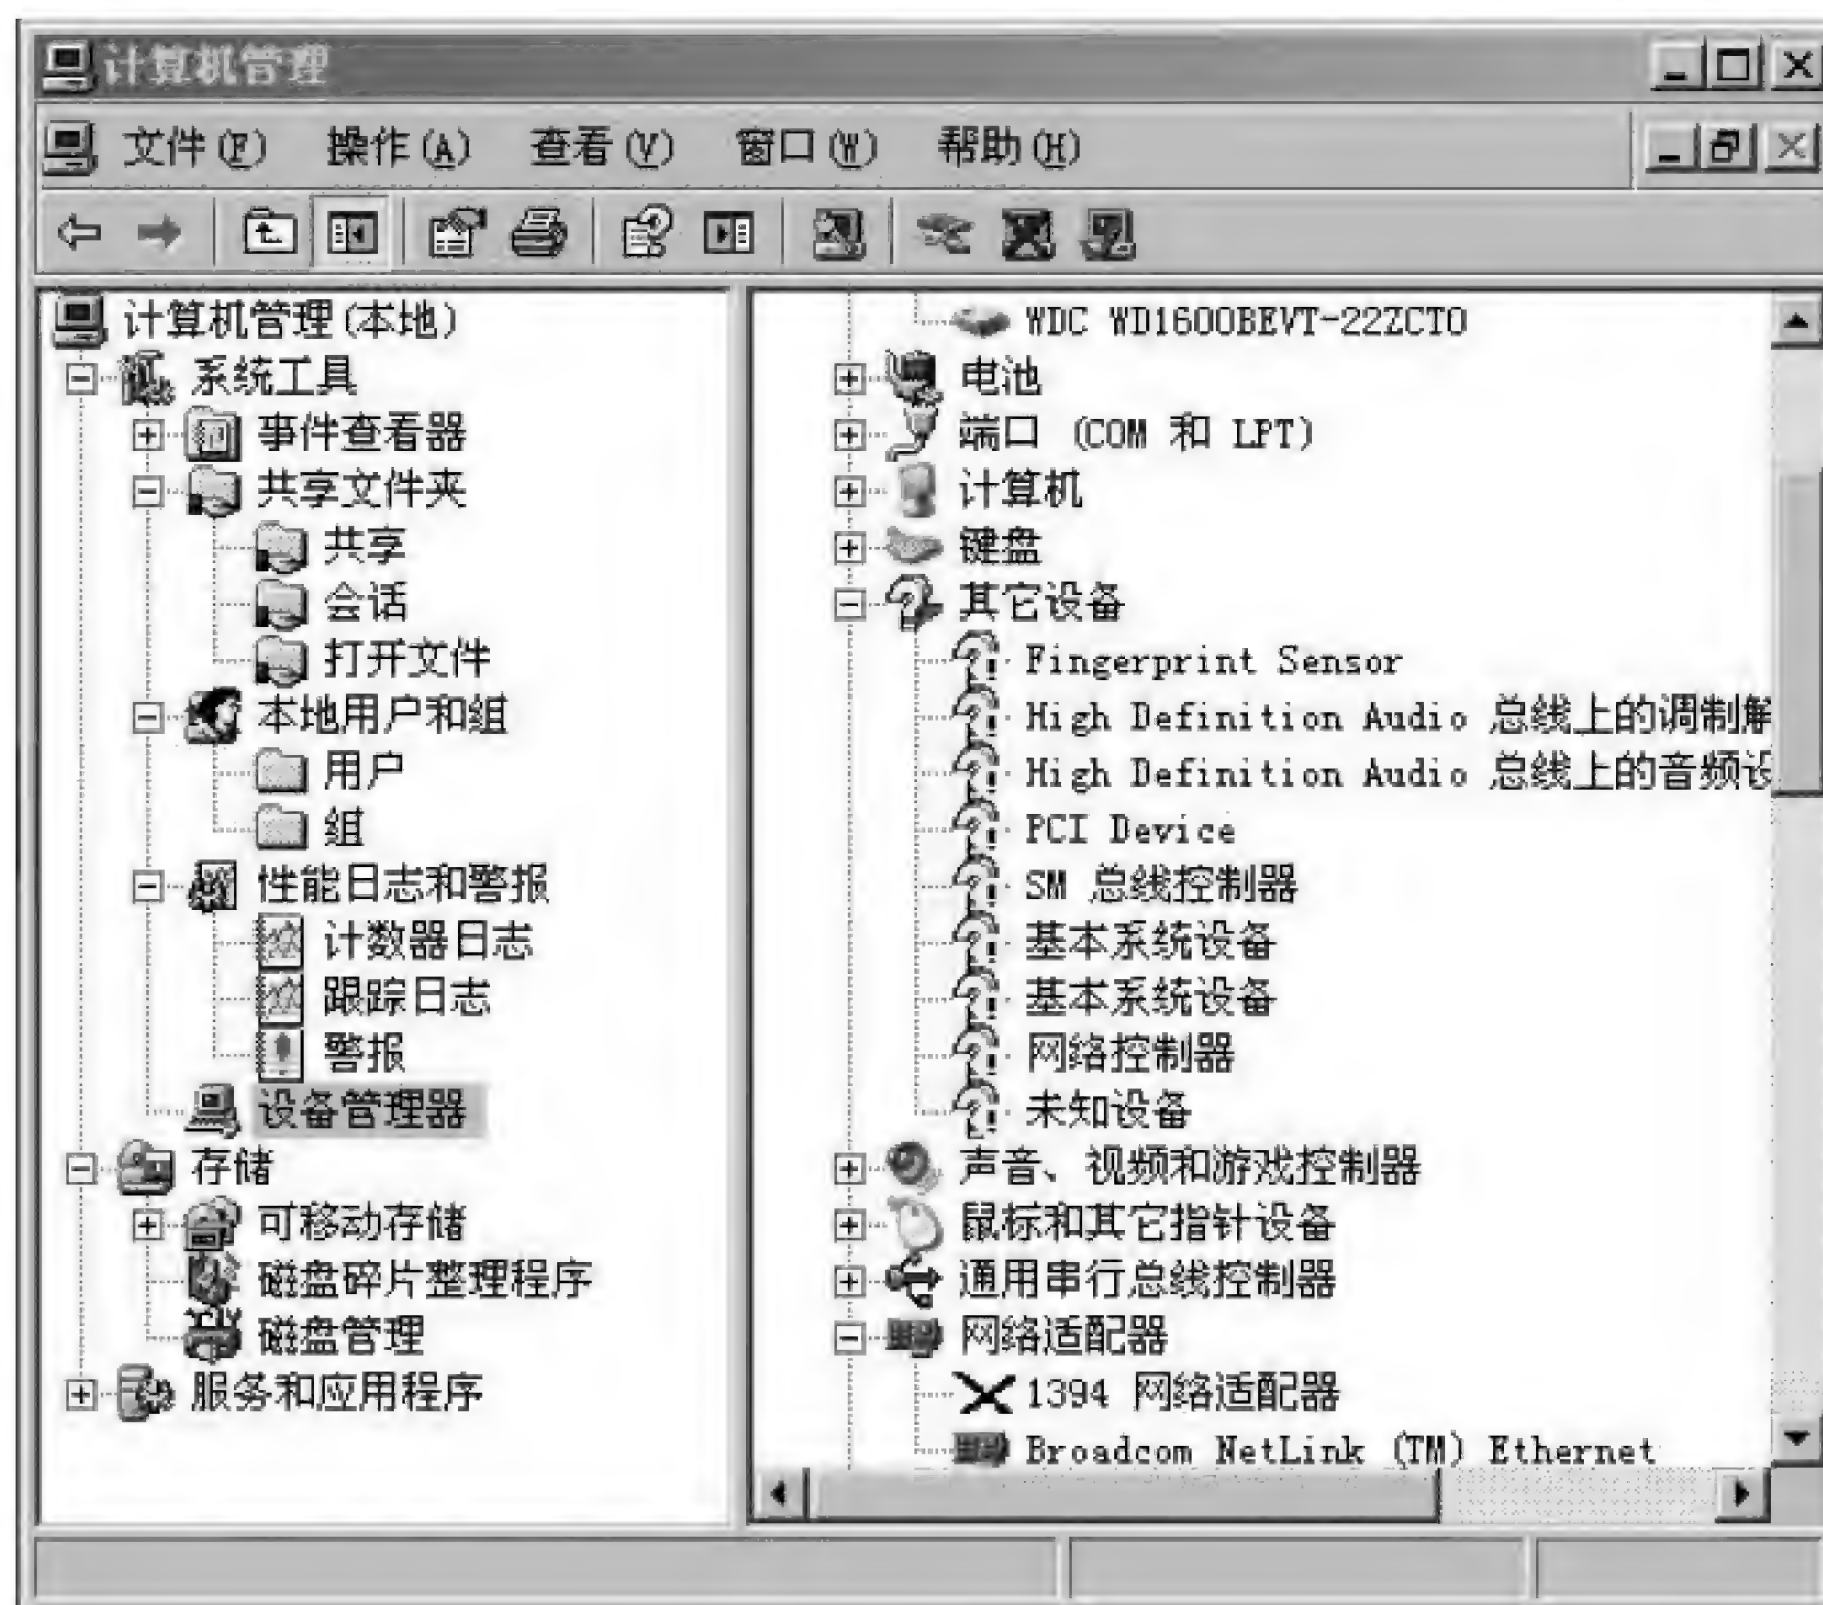 计算机管理
文件(F) 操作(A) 查看(V) 窗口(W) 帮助(H)
计算机管理(本地)
系统工具
事件查看器
共享文件夹
共享
会话
打开文件
本地用户和组
用户
组
性能日志和警报
计数器日志
跟踪日志
警报
设备管理器
存储
可移动存储
磁盘碎片整理程序
磁盘管理
服务和应用程序
WDC WD1600BEVT-22ZCT0
电池
端口 (COM 和 LPT)
计算机
键盘
其它设备
Fingerprint Sensor
High Definition Audio 总线上的调制解
High Definition Audio 总线上的音频设
PCI Device
SM 总线控制器
基本系统设备
基本系统设备
网络控制器
未知设备
声音、视频和游戏控制器
鼠标和其它指针设备
通用串行总线控制器
网络适配器
1394 网络适配器
Broadcom NetLink (TM) Ethernet